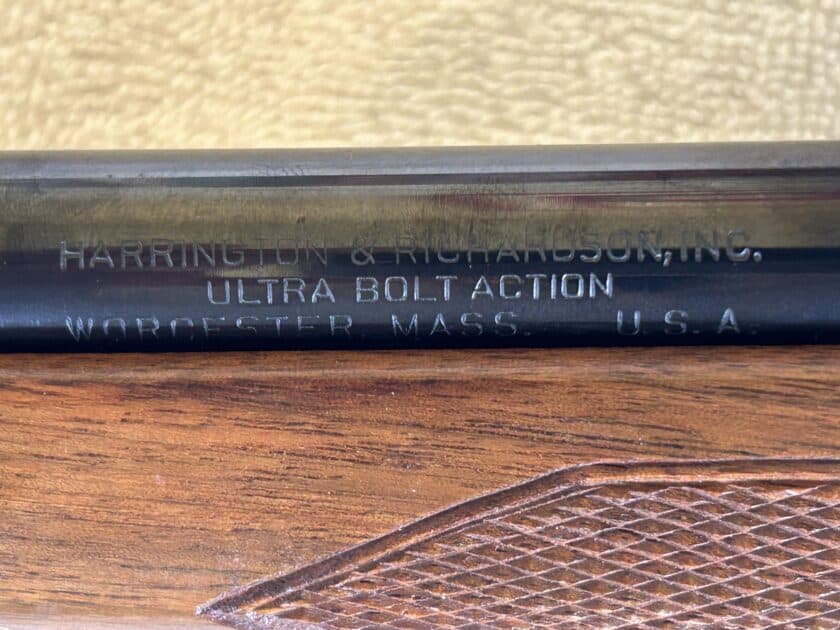 HARRINGTON & RICHARDSON, INC.
ULTRA BOLT ACTION
WORCESTER, MASS. U.S.A.